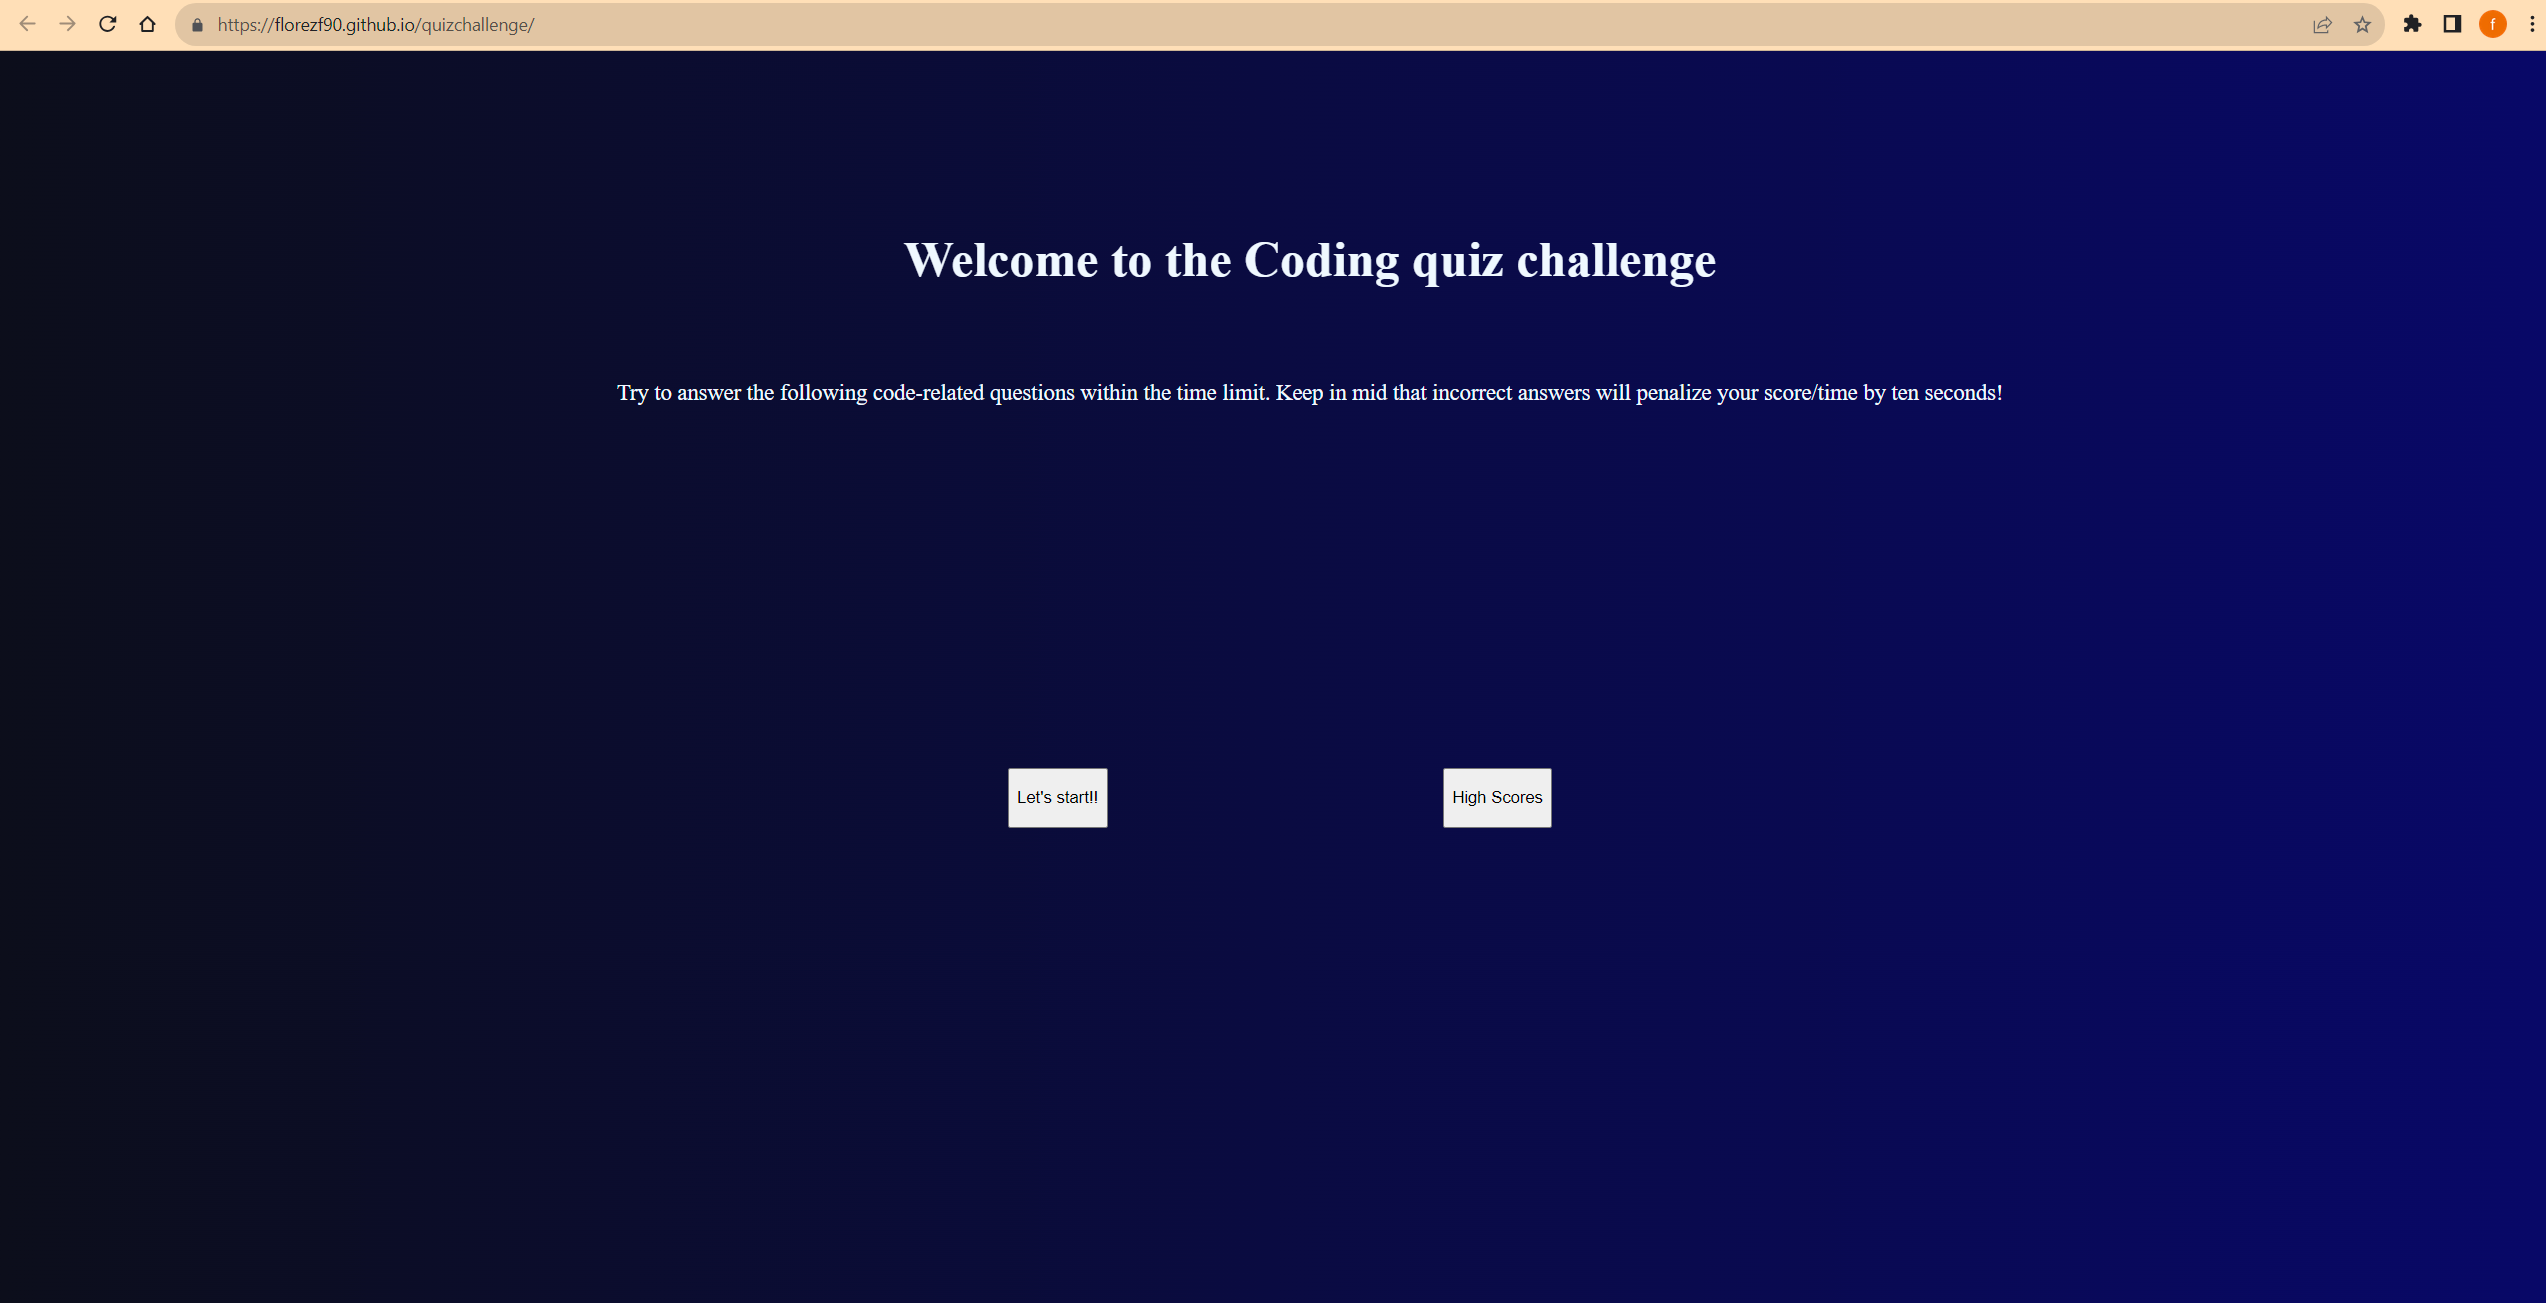 https://florezf90.github.io/quizchallenge/
f
Welcome to the Coding quiz challenge
Try to answer the following code-related questions within the time limit. Keep in mid that incorrect answers will penalize your score/time by ten seconds!
Let's start!!
High Scores